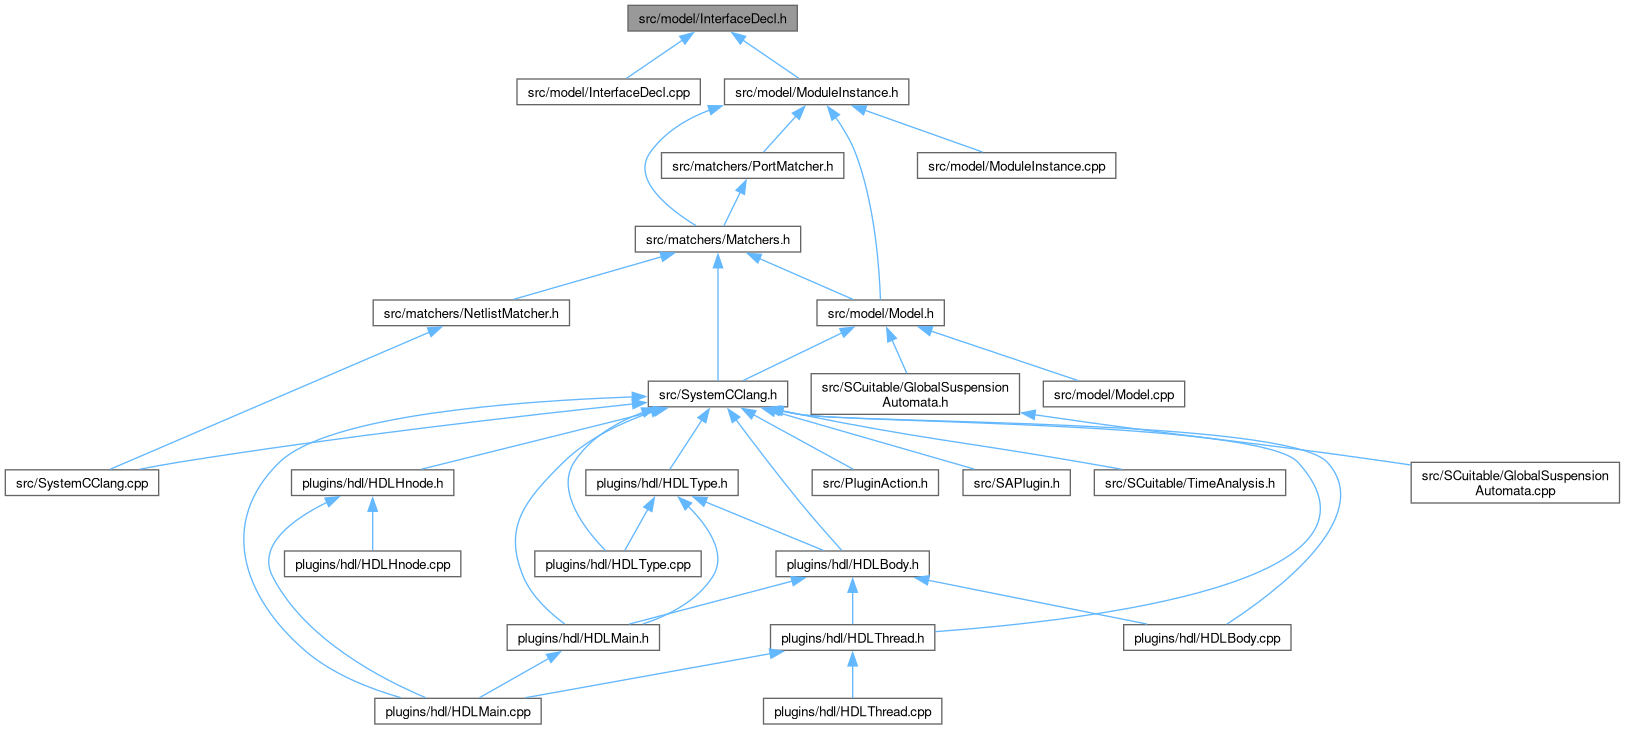 src/model/InterfaceDecl.h
src/model/InterfaceDecl.cpp
src/model/ModuleInstance.h
src/matchers/PortMatcher.h
src/model/ModuleInstance.cpp
src/matchers/Matchers.h
src/matchers/NetlistMatcher.h
src/model/Model.h
src/SystemCClang.h
src/SCuitable/GlobalSuspension
Automata.h
src/model/Model.cpp
src/SystemCClang.cpp
plugins/hdl/HDLHnode.h
plugins/hdl/HDLType.h
src/PluginAction.h
src/SAPlugin.h
src/SCuitable/TimeAnalysis.h
src/SCuitable/GlobalSuspension
Automata.cpp
plugins/hdl/HDLHnode.cpp
plugins/hdl/HDLType.cpp
plugins/hdl/HDLBody.h
plugins/hdl/HDLMain.h
plugins/hdl/HDLThread.h
plugins/hdl/HDLBody.cpp
plugins/hdl/HDLMain.cpp
plugins/hdl/HDLThread.cpp